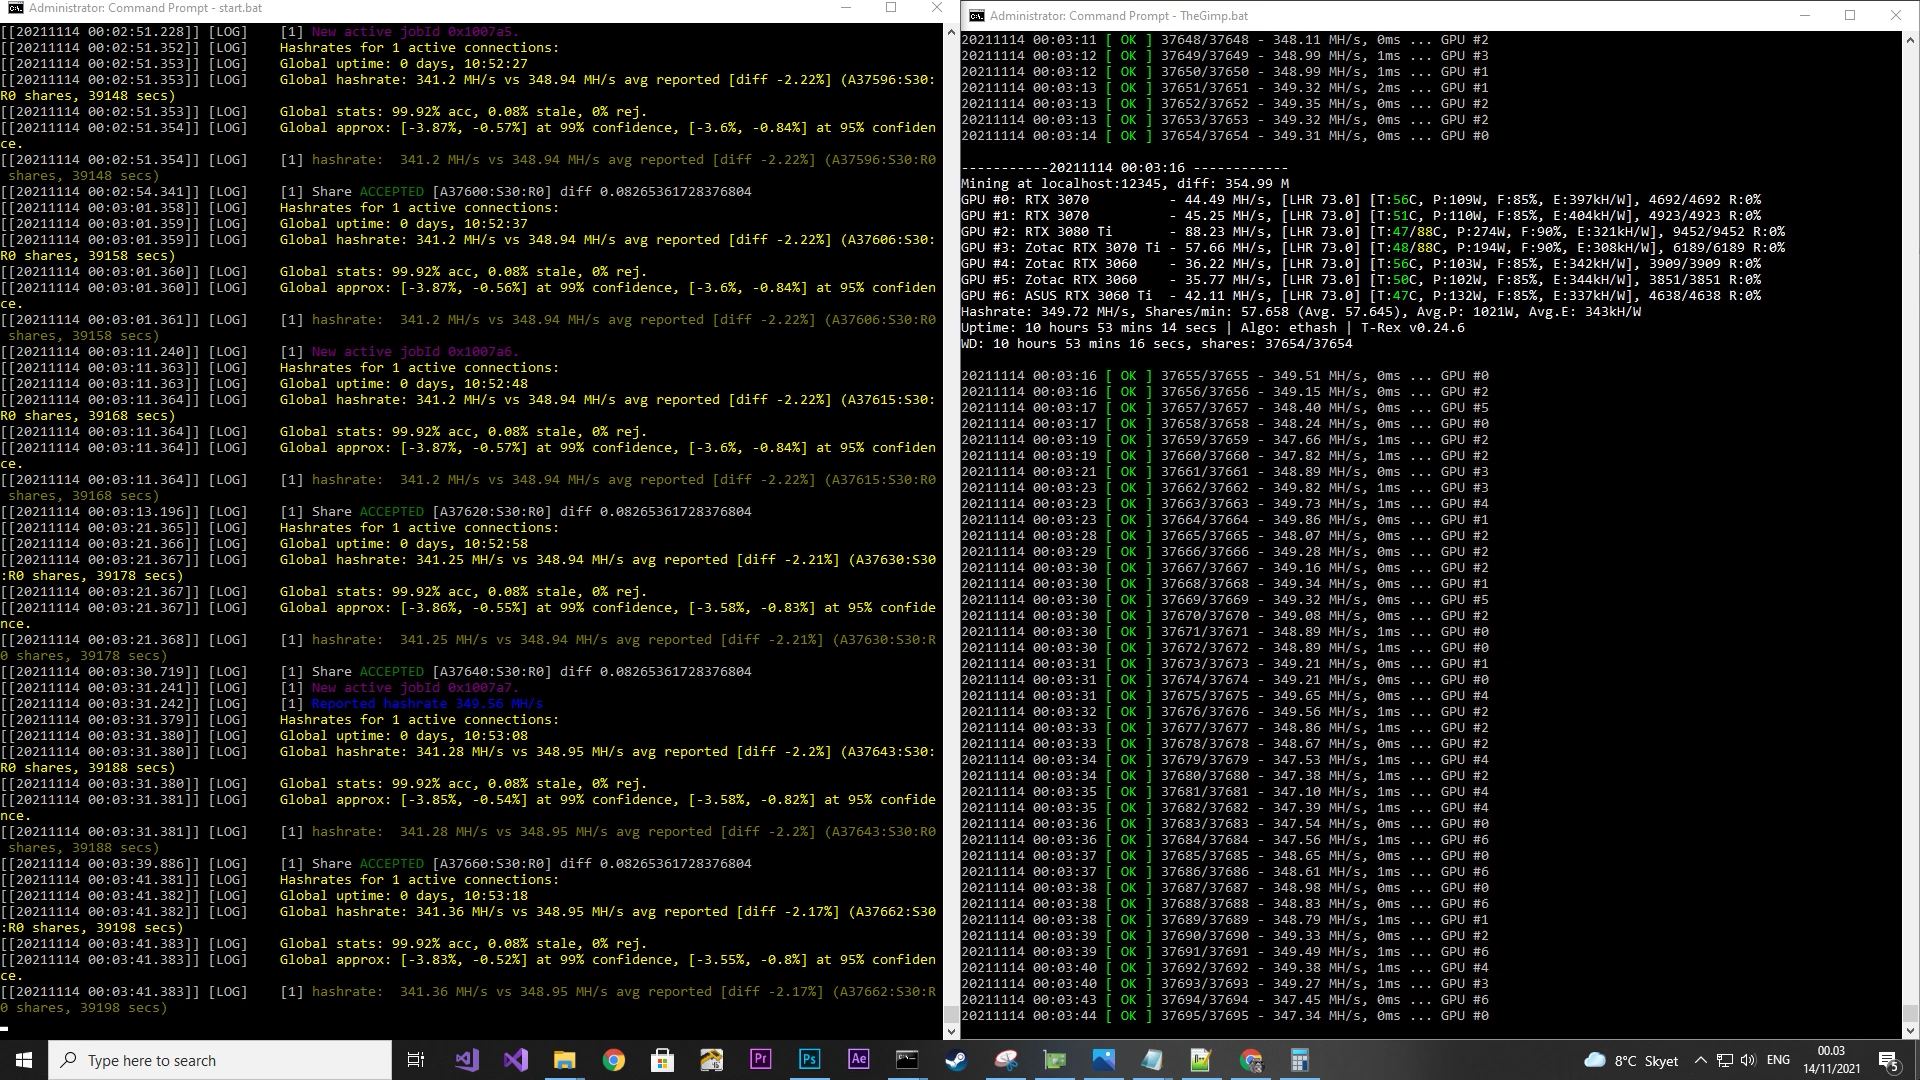 Administrator: Command Prompt - start.bat
[[20211114 00:02:51.228]] [LOG]    [1] New active jobId 0x1007a5.
[[20211114 00:02:51.352]] [LOG]    Hashrates for 1 active connections:
[[20211114 00:02:51.353]] [LOG]    Global uptime: 0 days, 10:52:27
[[20211114 00:02:51.353]] [LOG]    Global hashrate: 341.2 MH/s vs 348.94 MH/s avg reported [diff -2.22%] (A37596:S30:
R0 shares, 39148 secs)
[[20211114 00:02:51.353]] [LOG]    Global stats: 99.92% acc, 0.08% stale, 0% rej.
[[20211114 00:02:51.354]] [LOG]    Global approx: [-3.87%, -0.57%] at 99% confidence, [-3.6%, -0.84%] at 95% confiden
ce.
[[20211114 00:02:51.354]] [LOG]    [1] hashrate:  341.2 MH/s vs 348.94 MH/s avg reported [diff -2.22%] (A37596:S30:R0
 shares, 39148 secs)
[[20211114 00:02:54.341]] [LOG]    [1] Share ACCEPTED [A37600:S30:R0] diff 0.08265361728376804
[[20211114 00:03:01.358]] [LOG]    Hashrates for 1 active connections:
[[20211114 00:03:01.359]] [LOG]    Global uptime: 0 days, 10:52:37
[[20211114 00:03:01.359]] [LOG]    Global hashrate: 341.2 MH/s vs 348.94 MH/s avg reported [diff -2.22%] (A37606:S30:
R0 shares, 39158 secs)
[[20211114 00:03:01.360]] [LOG]    Global stats: 99.92% acc, 0.08% stale, 0% rej.
[[20211114 00:03:01.360]] [LOG]    Global approx: [-3.87%, -0.56%] at 99% confidence, [-3.6%, -0.84%] at 95% confiden
ce.
[[20211114 00:03:01.361]] [LOG]    [1] hashrate:  341.2 MH/s vs 348.94 MH/s avg reported [diff -2.22%] (A37606:S30:R0
 shares, 39158 secs)
[[20211114 00:03:11.240]] [LOG]    [1] New active jobId 0x1007a6.
[[20211114 00:03:11.363]] [LOG]    Hashrates for 1 active connections:
[[20211114 00:03:11.363]] [LOG]    Global uptime: 0 days, 10:52:48
[[20211114 00:03:11.364]] [LOG]    Global hashrate: 341.2 MH/s vs 348.94 MH/s avg reported [diff -2.22%] (A37615:S30:
R0 shares, 39168 secs)
[[20211114 00:03:11.364]] [LOG]    Global stats: 99.92% acc, 0.08% stale, 0% rej.
[[20211114 00:03:11.364]] [LOG]    Global approx: [-3.87%, -0.57%] at 99% confidence, [-3.6%, -0.84%] at 95% confiden
ce.
[[20211114 00:03:11.364]] [LOG]    [1] hashrate:  341.2 MH/s vs 348.94 MH/s avg reported [diff -2.22%] (A37615:S30:R0
 shares, 39168 secs)
[[20211114 00:03:13.196]] [LOG]    [1] Share ACCEPTED [A37620:S30:R0] diff 0.08265361728376804
[[20211114 00:03:21.365]] [LOG]    Hashrates for 1 active connections:
[[20211114 00:03:21.366]] [LOG]    Global uptime: 0 days, 10:52:58
[[20211114 00:03:21.367]] [LOG]    Global hashrate: 341.25 MH/s vs 348.94 MH/s avg reported [diff -2.21%] (A37630:S30
:R0 shares, 39178 secs)
[[20211114 00:03:21.367]] [LOG]    Global stats: 99.92% acc, 0.08% stale, 0% rej.
[[20211114 00:03:21.367]] [LOG]    Global approx: [-3.86%, -0.55%] at 99% confidence, [-3.58%, -0.83%] at 95% confide
nce.
[[20211114 00:03:21.368]] [LOG]    [1] hashrate:  341.25 MH/s vs 348.94 MH/s avg reported [diff -2.21%] (A37630:S30:R
0 shares, 39178 secs)
[[20211114 00:03:30.719]] [LOG]    [1] Share ACCEPTED [A37640:S30:R0] diff 0.08265361728376804
[[20211114 00:03:31.241]] [LOG]    [1] New active jobId 0x1007a7.
[[20211114 00:03:31.242]] [LOG]    [1] Reported hashrate 349.56 MH/s
[[20211114 00:03:31.379]] [LOG]    Hashrates for 1 active connections:
[[20211114 00:03:31.380]] [LOG]    Global uptime: 0 days, 10:53:08
[[20211114 00:03:31.380]] [LOG]    Global hashrate: 341.28 MH/s vs 348.95 MH/s avg reported [diff -2.2%] (A37643:S30:
R0 shares, 39188 secs)
[[20211114 00:03:31.380]] [LOG]    Global stats: 99.92% acc, 0.08% stale, 0% rej.
[[20211114 00:03:31.381]] [LOG]    Global approx: [-3.85%, -0.54%] at 99% confidence, [-3.58%, -0.82%] at 95% confide
nce.
[[20211114 00:03:31.381]] [LOG]    [1] hashrate:  341.28 MH/s vs 348.95 MH/s avg reported [diff -2.2%] (A37643:S30:R0
 shares, 39188 secs)
[[20211114 00:03:39.886]] [LOG]    [1] Share ACCEPTED [A37660:S30:R0] diff 0.08265361728376804
[[20211114 00:03:41.381]] [LOG]    Hashrates for 1 active connections:
[[20211114 00:03:41.382]] [LOG]    Global uptime: 0 days, 10:53:18
[[20211114 00:03:41.382]] [LOG]    Global hashrate: 341.36 MH/s vs 348.95 MH/s avg reported [diff -2.17%] (A37662:S30
:R0 shares, 39198 secs)
[[20211114 00:03:41.383]] [LOG]    Global stats: 99.92% acc, 0.08% stale, 0% rej.
[[20211114 00:03:41.383]] [LOG]    Global approx: [-3.83%, -0.52%] at 99% confidence, [-3.55%, -0.8%] at 95% confiden
ce.
[[20211114 00:03:41.383]] [LOG]    [1] hashrate:  341.36 MH/s vs 348.95 MH/s avg reported [diff -2.17%] (A37662:S30:R
0 shares, 39198 secs)
Administrator: Command Prompt - TheGimp.bat
20211114 00:03:11 [ OK ] 37648/37648 - 348.11 MH/s, 0ms ... GPU #2
20211114 00:03:12 [ OK ] 37649/37649 - 348.99 MH/s, 1ms ... GPU #3
20211114 00:03:12 [ OK ] 37650/37650 - 348.99 MH/s, 1ms ... GPU #1
20211114 00:03:13 [ OK ] 37651/37651 - 349.32 MH/s, 2ms ... GPU #1
20211114 00:03:13 [ OK ] 37652/37652 - 349.35 MH/s, 0ms ... GPU #2
20211114 00:03:13 [ OK ] 37653/37653 - 349.32 MH/s, 0ms ... GPU #2
20211114 00:03:14 [ OK ] 37654/37654 - 349.31 MH/s, 0ms ... GPU #0
-----------20211114 00:03:16 ------------
Mining at localhost:12345, diff: 354.99 M
GPU #0: RTX 3070          - 44.49 MH/s, [LHR 73.0] [T:56C, P:109W, F:85%, E:397kH/W], 4692/4692 R:0%
GPU #1: RTX 3070          - 45.25 MH/s, [LHR 73.0] [T:51C, P:110W, F:85%, E:404kH/W], 4923/4923 R:0%
GPU #2: RTX 3080 Ti       - 88.23 MH/s, [LHR 73.0] [T:47/88C, P:274W, F:90%, E:321kH/W], 9452/9452 R:0%
GPU #3: Zotac RTX 3070 Ti - 57.66 MH/s, [LHR 73.0] [T:48/88C, P:194W, F:90%, E:308kH/W], 6189/6189 R:0%
GPU #4: Zotac RTX 3060    - 36.22 MH/s, [LHR 73.0] [T:56C, P:103W, F:85%, E:342kH/W], 3909/3909 R:0%
GPU #5: Zotac RTX 3060    - 35.77 MH/s, [LHR 73.0] [T:50C, P:102W, F:85%, E:344kH/W], 3851/3851 R:0%
GPU #6: ASUS RTX 3060 Ti  - 42.11 MH/s, [LHR 73.0] [T:47C, P:132W, F:85%, E:337kH/W], 4638/4638 R:0%
Hashrate: 349.72 MH/s, Shares/min: 57.658 (Avg. 57.645), Avg.P: 1021W, Avg.E: 343kH/W
Uptime: 10 hours 53 mins 14 secs | Algo: ethash | T-Rex v0.24.6
WD: 10 hours 53 mins 16 secs, shares: 37654/37654
20211114 00:03:16 [ OK ] 37655/37655 - 349.51 MH/s, 0ms ... GPU #0
20211114 00:03:16 [ OK ] 37656/37656 - 349.15 MH/s, 0ms ... GPU #2
20211114 00:03:17 [ OK ] 37657/37657 - 348.40 MH/s, 0ms ... GPU #5
20211114 00:03:17 [ OK ] 37658/37658 - 348.24 MH/s, 0ms ... GPU #0
20211114 00:03:19 [ OK ] 37659/37659 - 347.66 MH/s, 1ms ... GPU #2
20211114 00:03:19 [ OK ] 37660/37660 - 347.82 MH/s, 1ms ... GPU #2
20211114 00:03:21 [ OK ] 37661/37661 - 348.89 MH/s, 1ms ... GPU #3
20211114 00:03:23 [ OK ] 37662/37662 - 349.82 MH/s, 1ms ... GPU #3
20211114 00:03:23 [ OK ] 37663/37663 - 349.73 MH/s, 1ms ... GPU #4
20211114 00:03:23 [ OK ] 37664/37664 - 349.86 MH/s, 0ms ... GPU #1
20211114 00:03:28 [ OK ] 37665/37665 - 348.07 MH/s, 1ms ... GPU #2
20211114 00:03:29 [ OK ] 37666/37666 - 349.28 MH/s, 0ms ... GPU #2
20211114 00:03:30 [ OK ] 37667/37667 - 349.16 MH/s, 0ms ... GPU #2
20211114 00:03:30 [ OK ] 37668/37668 - 349.34 MH/s, 0ms ... GPU #1
20211114 00:03:30 [ OK ] 37669/37669 - 349.32 MH/s, 0ms ... GPU #5
20211114 00:03:30 [ OK ] 37670/37670 - 349.08 MH/s, 0ms ... GPU #2
20211114 00:03:30 [ OK ] 37671/37671 - 348.89 MH/s, 1ms ... GPU #0
20211114 00:03:30 [ OK ] 37672/37672 - 348.89 MH/s, 1ms ... GPU #0
20211114 00:03:31 [ OK ] 37673/37673 - 349.21 MH/s, 0ms ... GPU #1
20211114 00:03:31 [ OK ] 37674/37674 - 349.21 MH/s, 0ms ... GPU #0
20211114 00:03:31 [ OK ] 37675/37675 - 349.65 MH/s, 1ms ... GPU #4
20211114 00:03:32 [ OK ] 37676/37676 - 349.56 MH/s, 1ms ... GPU #2
20211114 00:03:33 [ OK ] 37677/37677 - 348.86 MH/s, 1ms ... GPU #2
20211114 00:03:33 [ OK ] 37678/37678 - 348.67 MH/s, 0ms ... GPU #2
20211114 00:03:34 [ OK ] 37679/37679 - 347.53 MH/s, 1ms ... GPU #4
20211114 00:03:34 [ OK ] 37680/37680 - 347.38 MH/s, 1ms ... GPU #2
20211114 00:03:35 [ OK ] 37681/37681 - 347.10 MH/s, 1ms ... GPU #4
20211114 00:03:35 [ OK ] 37682/37682 - 347.39 MH/s, 1ms ... GPU #4
20211114 00:03:36 [ OK ] 37683/37683 - 347.54 MH/s, 0ms ... GPU #0
20211114 00:03:36 [ OK ] 37684/37684 - 347.56 MH/s, 1ms ... GPU #6
20211114 00:03:37 [ OK ] 37685/37685 - 348.65 MH/s, 0ms ... GPU #0
20211114 00:03:37 [ OK ] 37686/37686 - 348.61 MH/s, 1ms ... GPU #6
20211114 00:03:38 [ OK ] 37687/37687 - 348.98 MH/s, 0ms ... GPU #0
20211114 00:03:38 [ OK ] 37688/37688 - 348.83 MH/s, 0ms ... GPU #6
20211114 00:03:38 [ OK ] 37689/37689 - 348.79 MH/s, 1ms ... GPU #1
20211114 00:03:39 [ OK ] 37690/37690 - 349.33 MH/s, 0ms ... GPU #2
20211114 00:03:39 [ OK ] 37691/37691 - 349.49 MH/s, 1ms ... GPU #6
20211114 00:03:40 [ OK ] 37692/37692 - 349.38 MH/s, 0ms ... GPU #4
20211114 00:03:40 [ OK ] 37693/37693 - 349.27 MH/s, 1ms ... GPU #3
20211114 00:03:43 [ OK ] 37694/37694 - 347.45 MH/s, 0ms ... GPU #6
20211114 00:03:44 [ OK ] 37695/37695 - 347.34 MH/s, 0ms ... GPU #0
Type here to search
Pr
Ps
Ae
8°C Skyet
ENG
00.03
14/11/2021
5